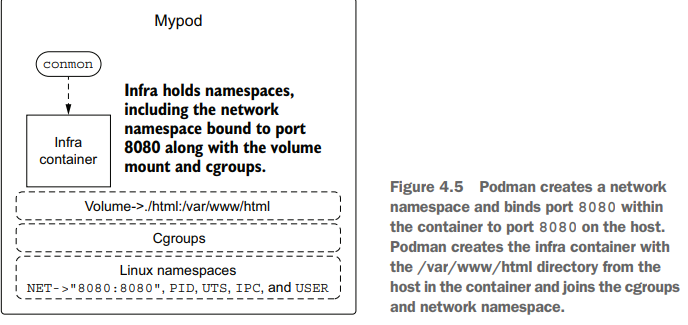 Mypod
conmon
Infra holds namespaces,
including the network
namespace bound to port
8080 along with the volume
mount and cgroups.
Infra
container
Volume->./html:/var/www/html
Cgroups
Linux namespaces
NET->"8080:8080", PID, UTS, IPC, and USER
Figure 4.5 Podman creates a network
namespace and binds port 8080 within
the container to port 8080 on the host.
Podman creates the infra container with
the /var/www/html directory from the
host in the container and joins the cgroups
and network namespace.